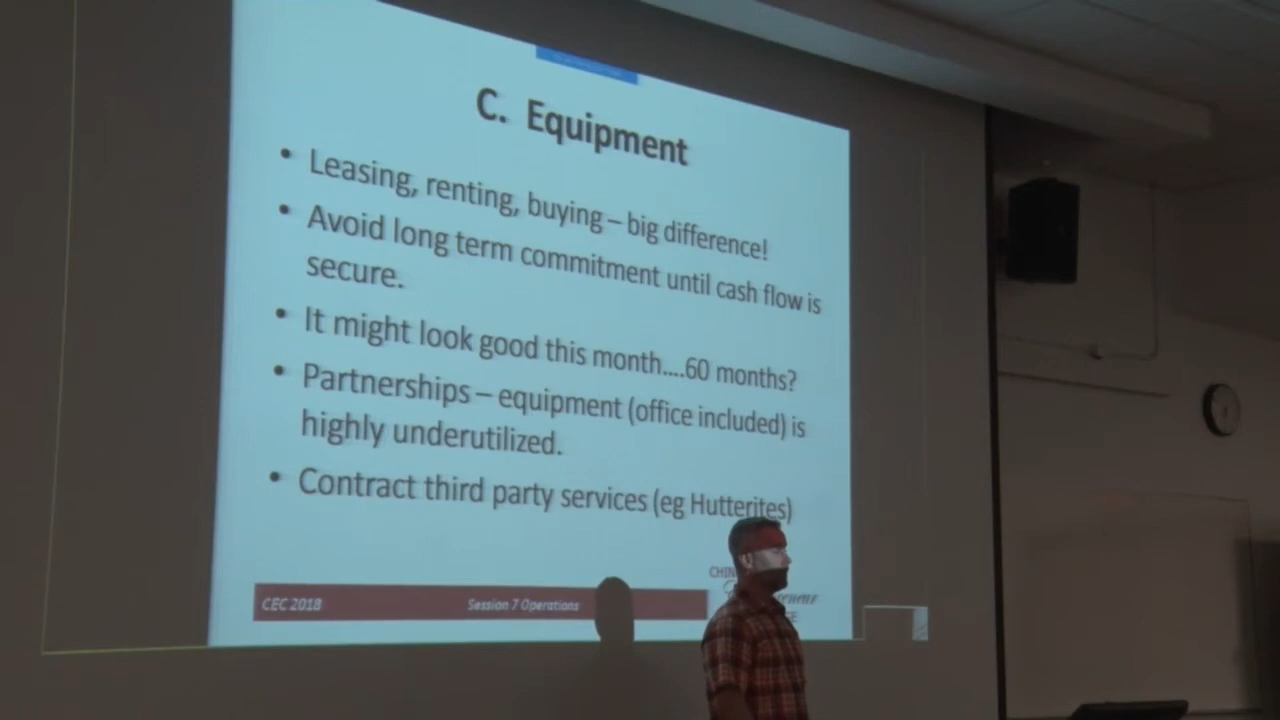 C. Equipment
• Leasing, renting, buying – big difference!
• Avoid long term commitment until cash flow is
secure.
• It might look good this month....60 months?
• Partnerships – equipment (office included) is
highly underutilized.
• Contract third party services (eg Hutterites)
CEC 2018 Session 7 Operations